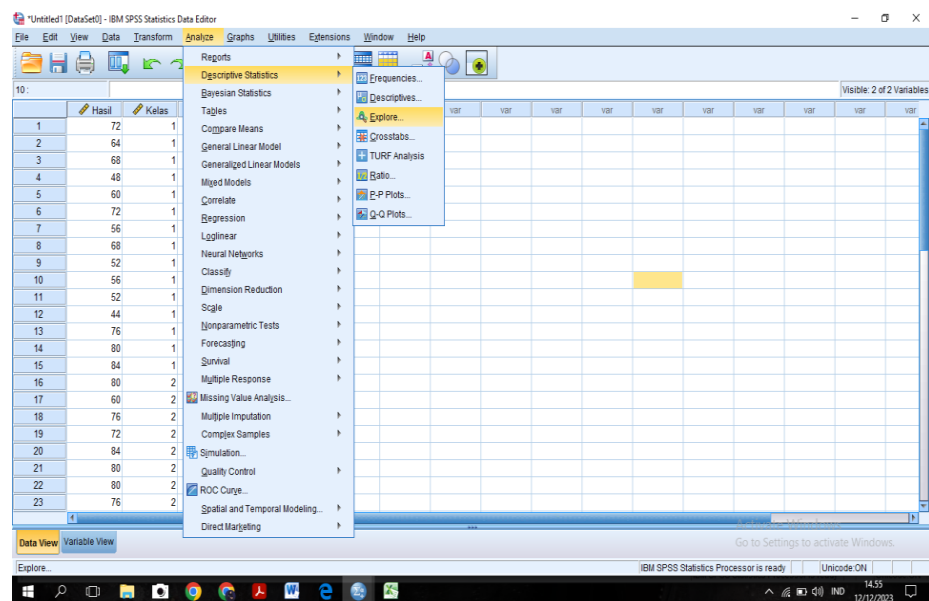 *Untitled1 [DataSet0] - IBM SPSS Statistics Data Editor
File Edit View Data Transform Analyze Graphs Utilities Extensions Window Help
10 :
Visible: 2 of 2 Variables
Hasil Kelas var var var var var var var var var var
1 72 1
2 64 1
3 68 1
4 48 1
5 60 1
6 72 1
7 56 1
8 68 1
9 52 1
10 56 1
11 52 1
12 44 1
13 76 1
14 80 1
15 84 1
16 80 2
17 60 2
18 76 2
19 72 2
20 84 2
21 80 2
22 80 2
23 76 2
Reports
Descriptive Statistics
Bayesian Statistics
Tables
Compare Means
General Linear Model
Generalized Linear Models
Mixed Models
Correlate
Regression
Loglinear
Neural Networks
Classify
Dimension Reduction
Scale
Nonparametric Tests
Forecasting
Survival
Multiple Response
Missing Value Analysis...
Multiple Imputation
Complex Samples
Simulation...
Quality Control
ROC Curve...
Spatial and Temporal Modeling...
Direct Marketing
Frequencies...
Descriptives...
Explore...
Crosstabs...
TURF Analysis
Ratio...
P-P Plots...
Q-Q Plots...
Data View Variable View
Activate Windows
Go to Settings to activate Windows.
Explore...
IBM SPSS Statistics Processor is ready
Unicode:ON
IND
14.55
12/12/2023